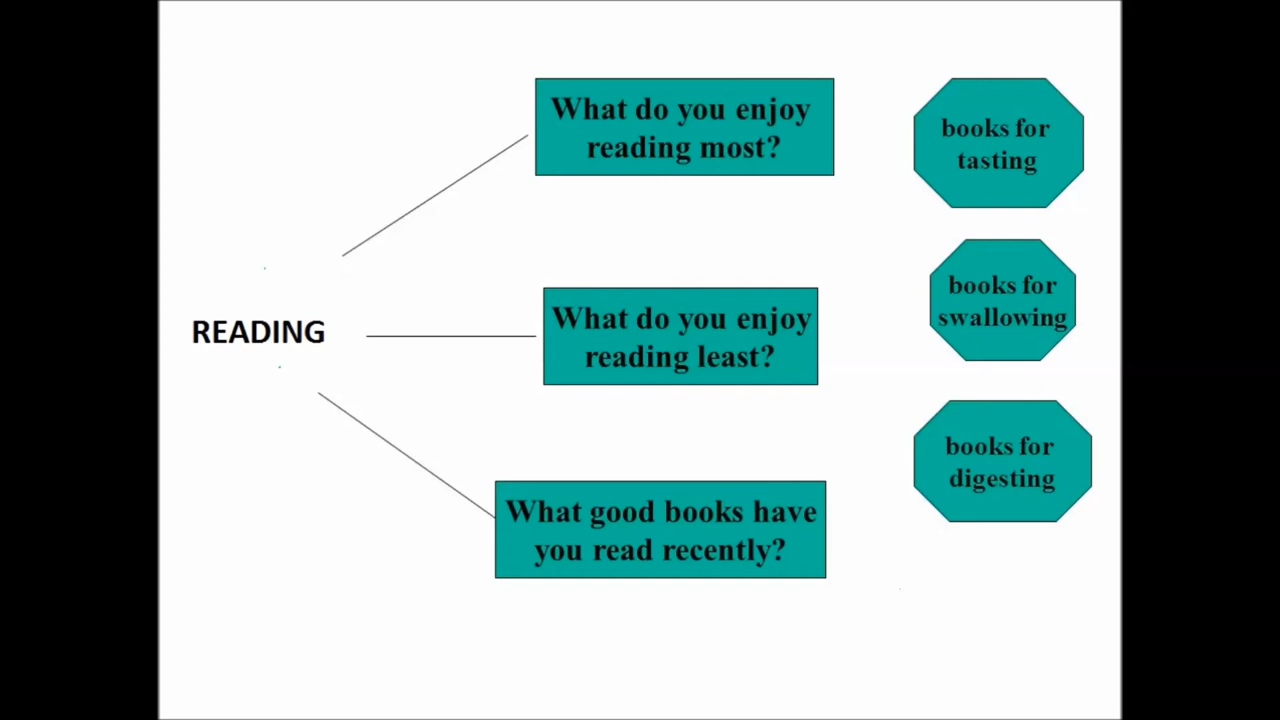 READING
What do you enjoy
reading most?
What do you enjoy
reading least?
What good books have
you read recently?
books for
tasting
books for
swallowing
books for
digesting